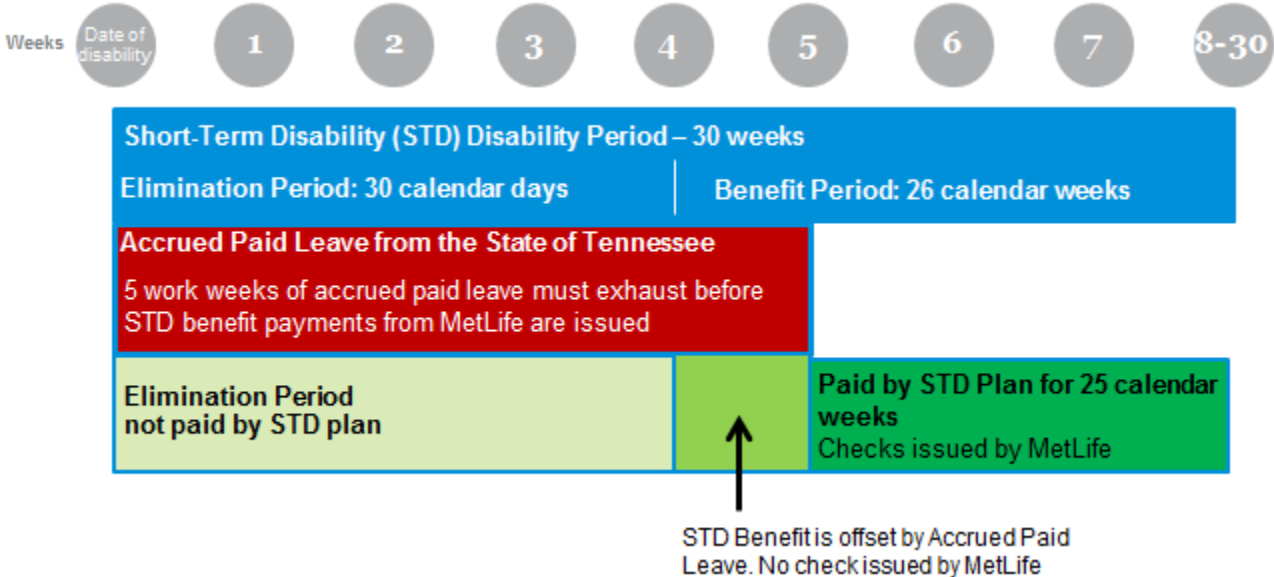 Weeks
Date of
disability
1
2
3
4
5
6
7
8-30
Short-Term Disability (STD) Disability Period – 30 weeks
Elimination Period: 30 calendar days
Benefit Period: 26 calendar weeks
Accrued Paid Leave from the State of Tennessee
5 work weeks of accrued paid leave must exhaust before
STD benefit payments from MetLife are issued
Elimination Period
not paid by STD plan
Paid by STD Plan for 25 calendar
weeks
Checks issued by MetLife
STD Benefit is offset by Accrued Paid
Leave. No check issued by MetLife